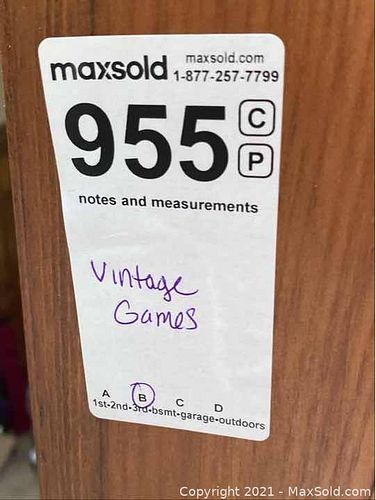 maxsold maxsold.com
1-877-257-7799
955 C
P
notes and measurements
Vintage
Games
A B C D
1st-2nd-3rd-bsmt-garage-outdoors
Copyright 2021 - MaxSold.com